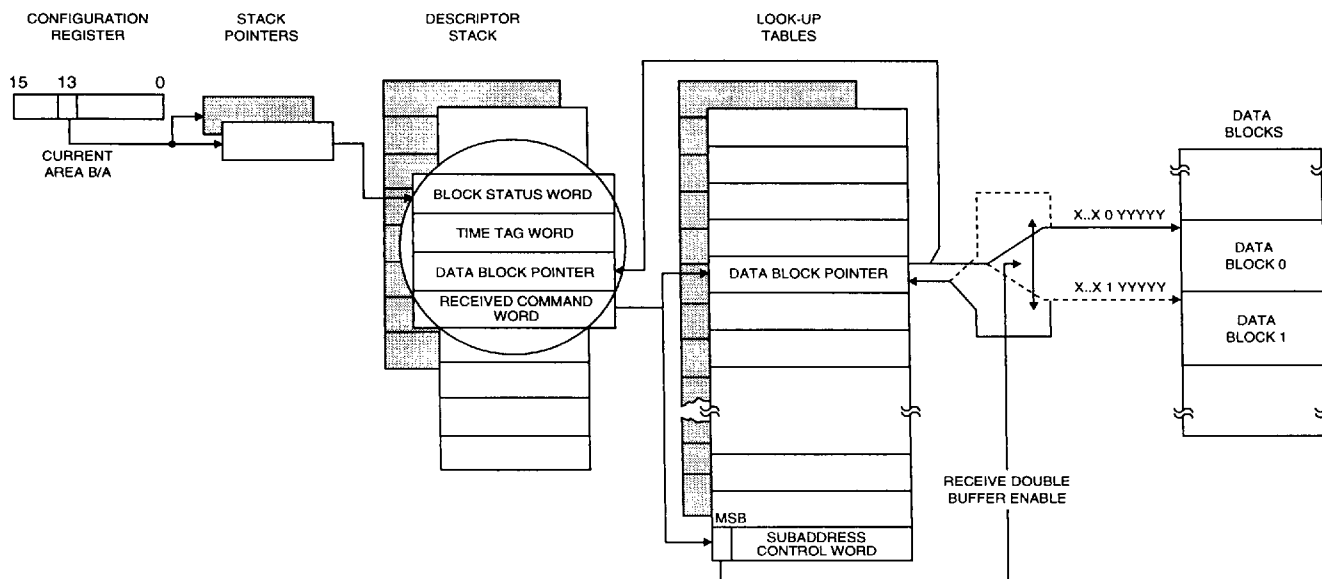 CONFIGURATION
REGISTER
STACK
POINTERS
DESCRIPTOR
STACK
LOOK-UP
TABLES
15 13 0
CURRENT
AREA B/A
BLOCK STATUS WORD
TIME TAG WORD
DATA BLOCK POINTER
RECEIVED COMMAND
WORD
DATA BLOCK POINTER
MSB
SUBADDRESS
CONTROL WORD
RECEIVE DOUBLE
BUFFER ENABLE
X..X 0 YYYYY
X..X 1 YYYYY
DATA
BLOCKS
DATA
BLOCK 0
DATA
BLOCK 1